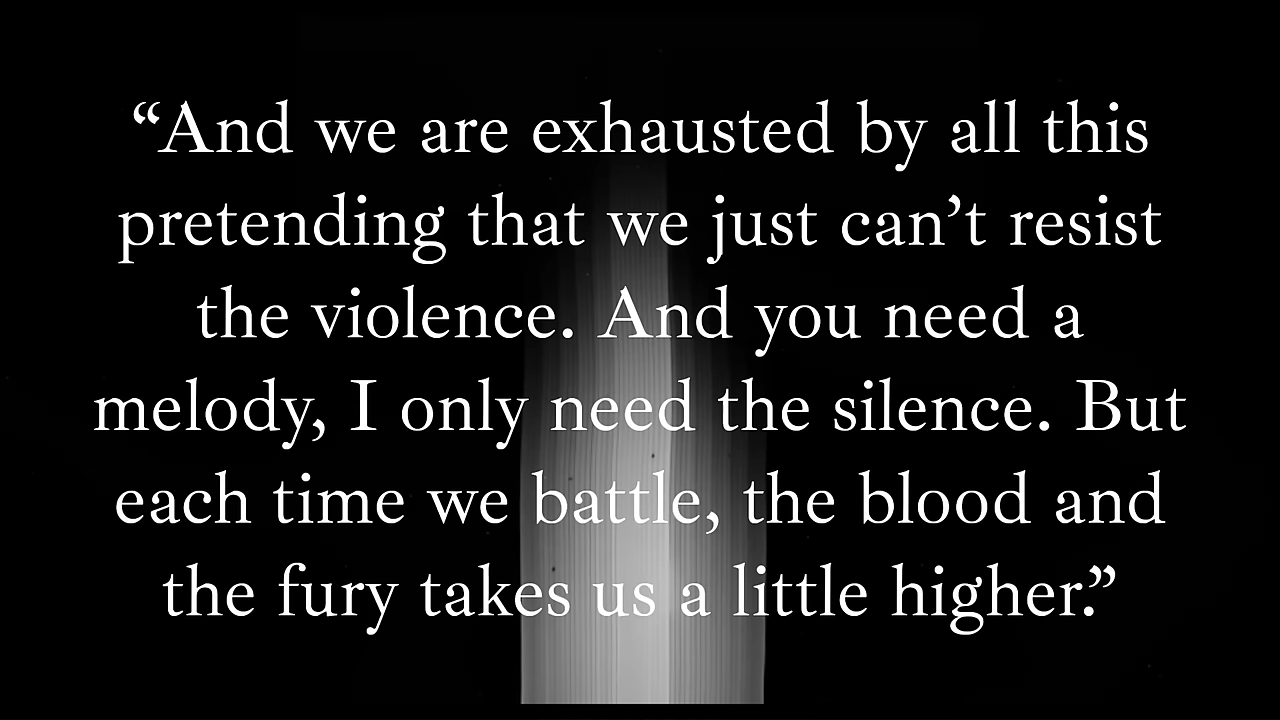 “And we are exhausted by all this
pretending that we just can’t resist
the violence. And you need a
melody, I only need the silence. But
each time we battle, the blood and
the fury takes us a little higher.”